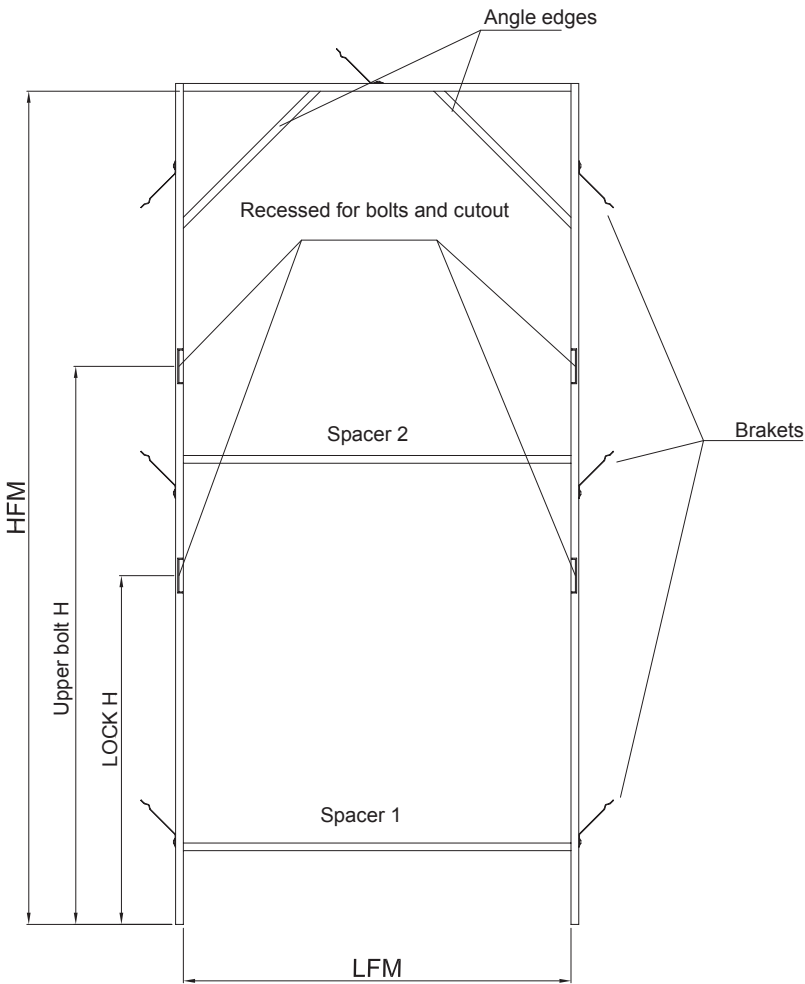 Angle edges
Recessed for bolts and cutout
Spacer 2
Brakets
HFM
Upper bolt H
LOCK H
Spacer 1
LFM